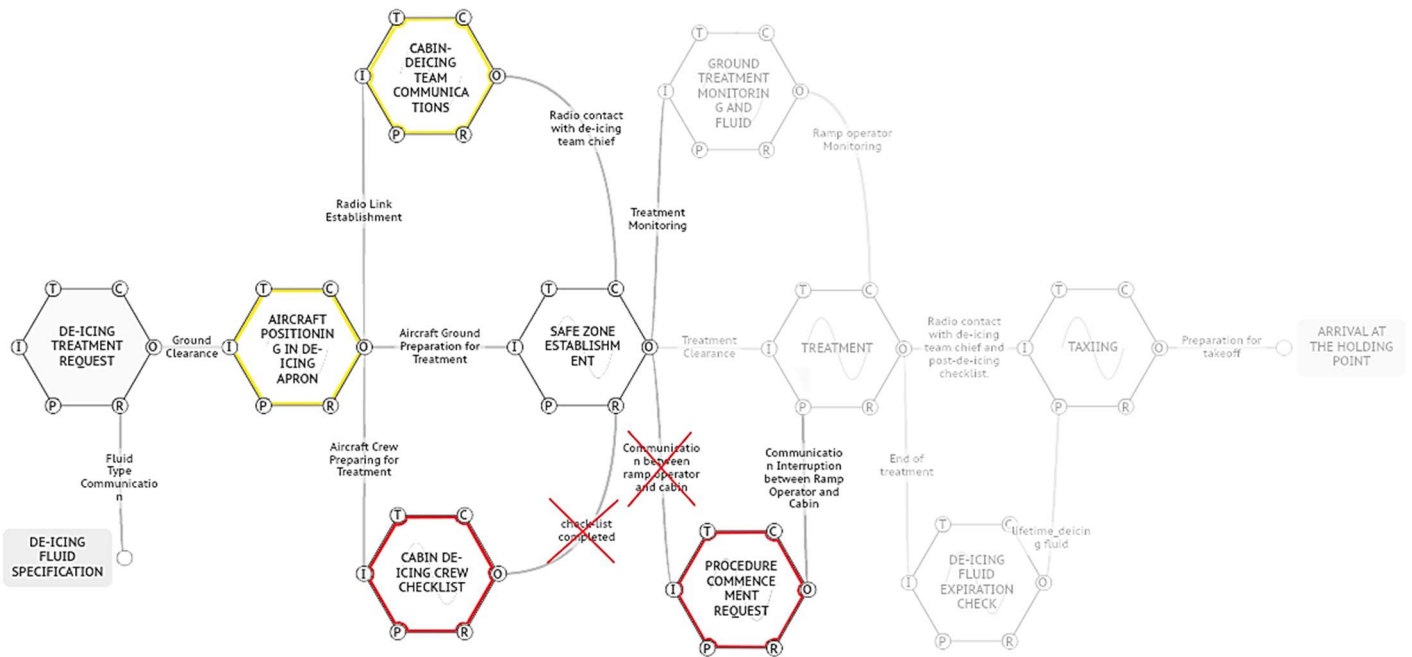 T
C
CABIN-
DEICING
TEAM
COMMUNICA
TIONS
I
O
P
R
Radio contact
with de-icing
team chief
T
C
GROUND
TREATMENT
MONITORIN
G AND
FLUID
I
O
P
R
Ramp operator
Monitoring
Radio Link
Establishment
Treatment
Monitoring
T
C
DE-ICING
TREATMENT
REQUEST
I
O
P
R
Ground
Clearance
T
C
AIRCRAFT
POSITIONIN
G IN DE-
ICING
APRON
I
O
P
R
Aircraft Ground
Preparation for
Treatment
T
C
SAFE ZONE
ESTABLISHM
ENT
I
O
P
R
Treatment
Clearance
T
C
TREATMENT
I
O
P
R
Radio contact
with de-icing
team chief and
post-deicing
checklist.
T
C
TAXIING
I
O
P
R
Preparation for
takeoff
ARRIVAL AT
THE HOLDING
POINT
Fluid
Type
Communicatio
n
DE-ICING
FLUID
SPECIFICATION
Aircraft Crew
Preparing for
Treatment
T
C
CABIN DE-
ICING CREW
CHECKLIST
I
O
P
R
check-list
completed
Communicatio
n between
ramp operator
and cabin
T
C
PROCEDURE
COMMENCE
MENT
REQUEST
I
O
P
R
Communicatio
n Interruption
between Ramp
Operator and
Cabin
End of
treatment
T
C
DE-ICING
FLUID
EXPIRATION
CHECK
I
O
P
R
lifetime_deicin
g fluid